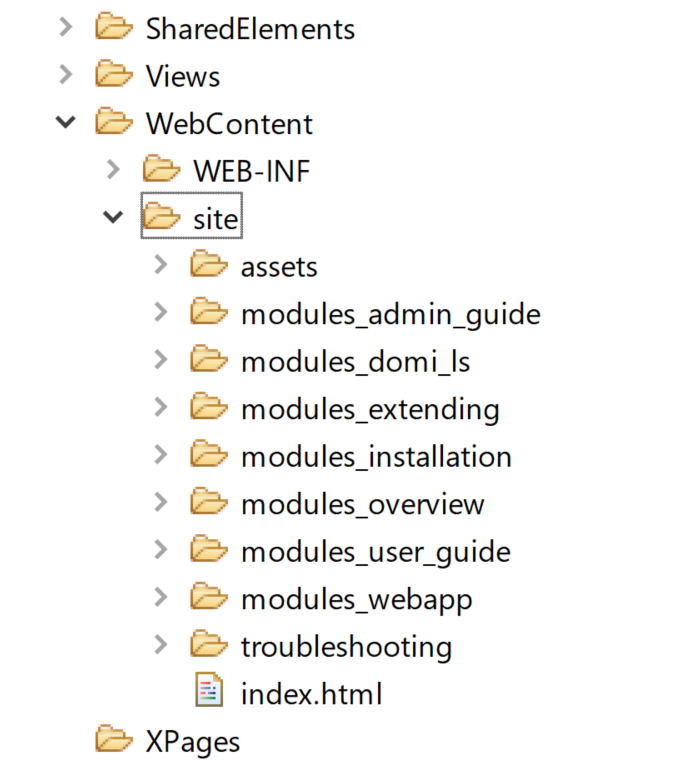 SharedElements
Views
WebContent
WEB-INF
site
assets
modules_admin_guide
modules_domi_ls
modules_extending
modules_installation
modules_overview
modules_user_guide
modules_webapp
troubleshooting
index.html
XPages